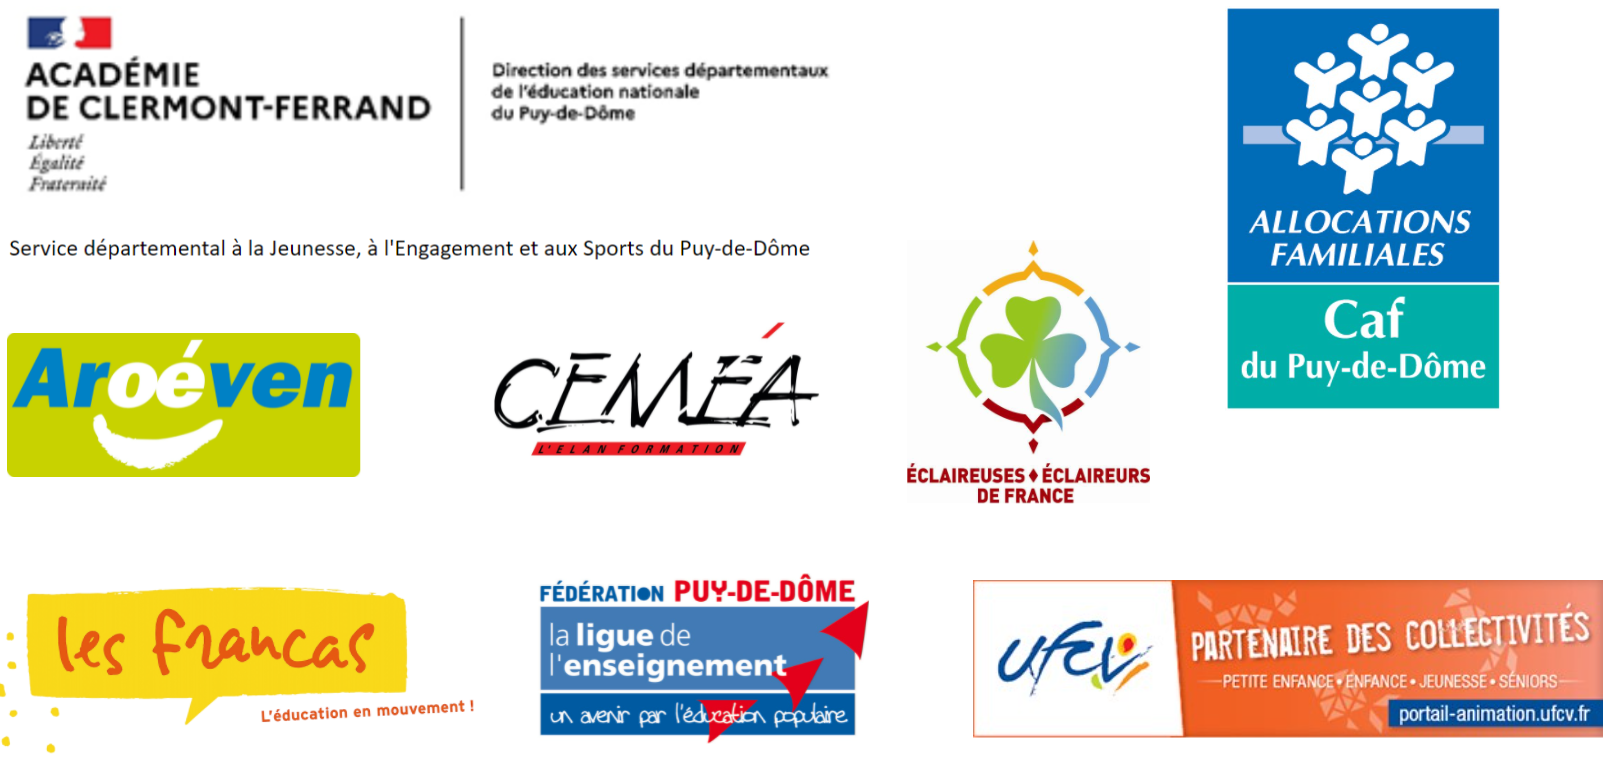 ACADÉMIE
DE CLERMONT-FERRAND
Liberté
Égalité
Fraternité
Direction des services départementaux
de l'éducation nationale
du Puy-de-Dôme
ALLOCATIONS
FAMILIALES
Caf
du Puy-de-Dôme
Service départemental à la Jeunesse, à l'Engagement et aux Sports du Puy-de-Dôme
Aroéven
CEMÉA
L'ELAN FORMATION
ÉCLAIREUSES ♦ ÉCLAIREURS
DE FRANCE
les francas
L'éducation en mouvement !
FÉDÉRATION PUY-DE-DÔME
la ligue de
l'enseignement
un avenir par l'éducation populaire
ufcv
PARTENAIRE DES COLLECTIVITÉS
PETITE ENFANCE • ENFANCE • JEUNESSE • SÉNIORS
portail-animation.ufcv.fr